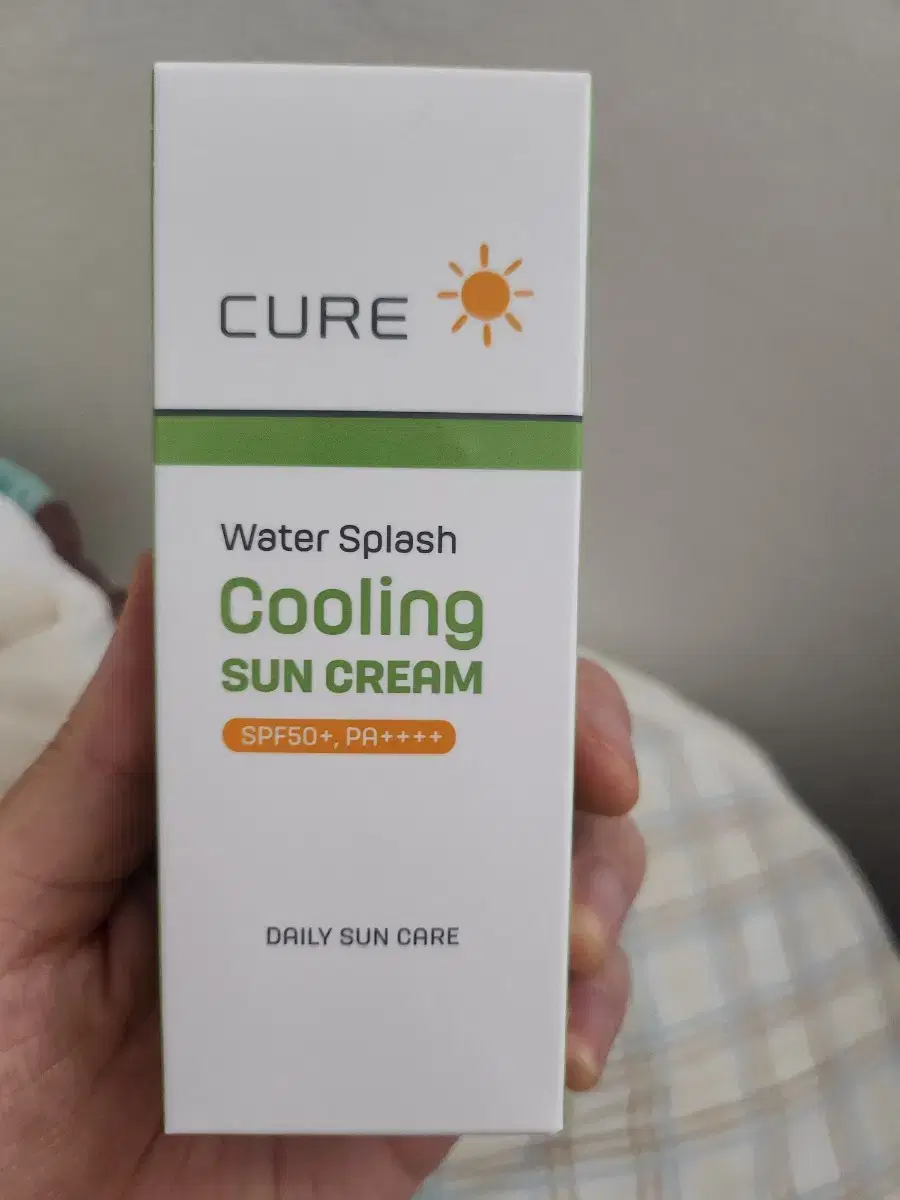 CURE
Water Splash
Cooling
SUN CREAM
SPF50+, PA++++
DAILY SUN CARE